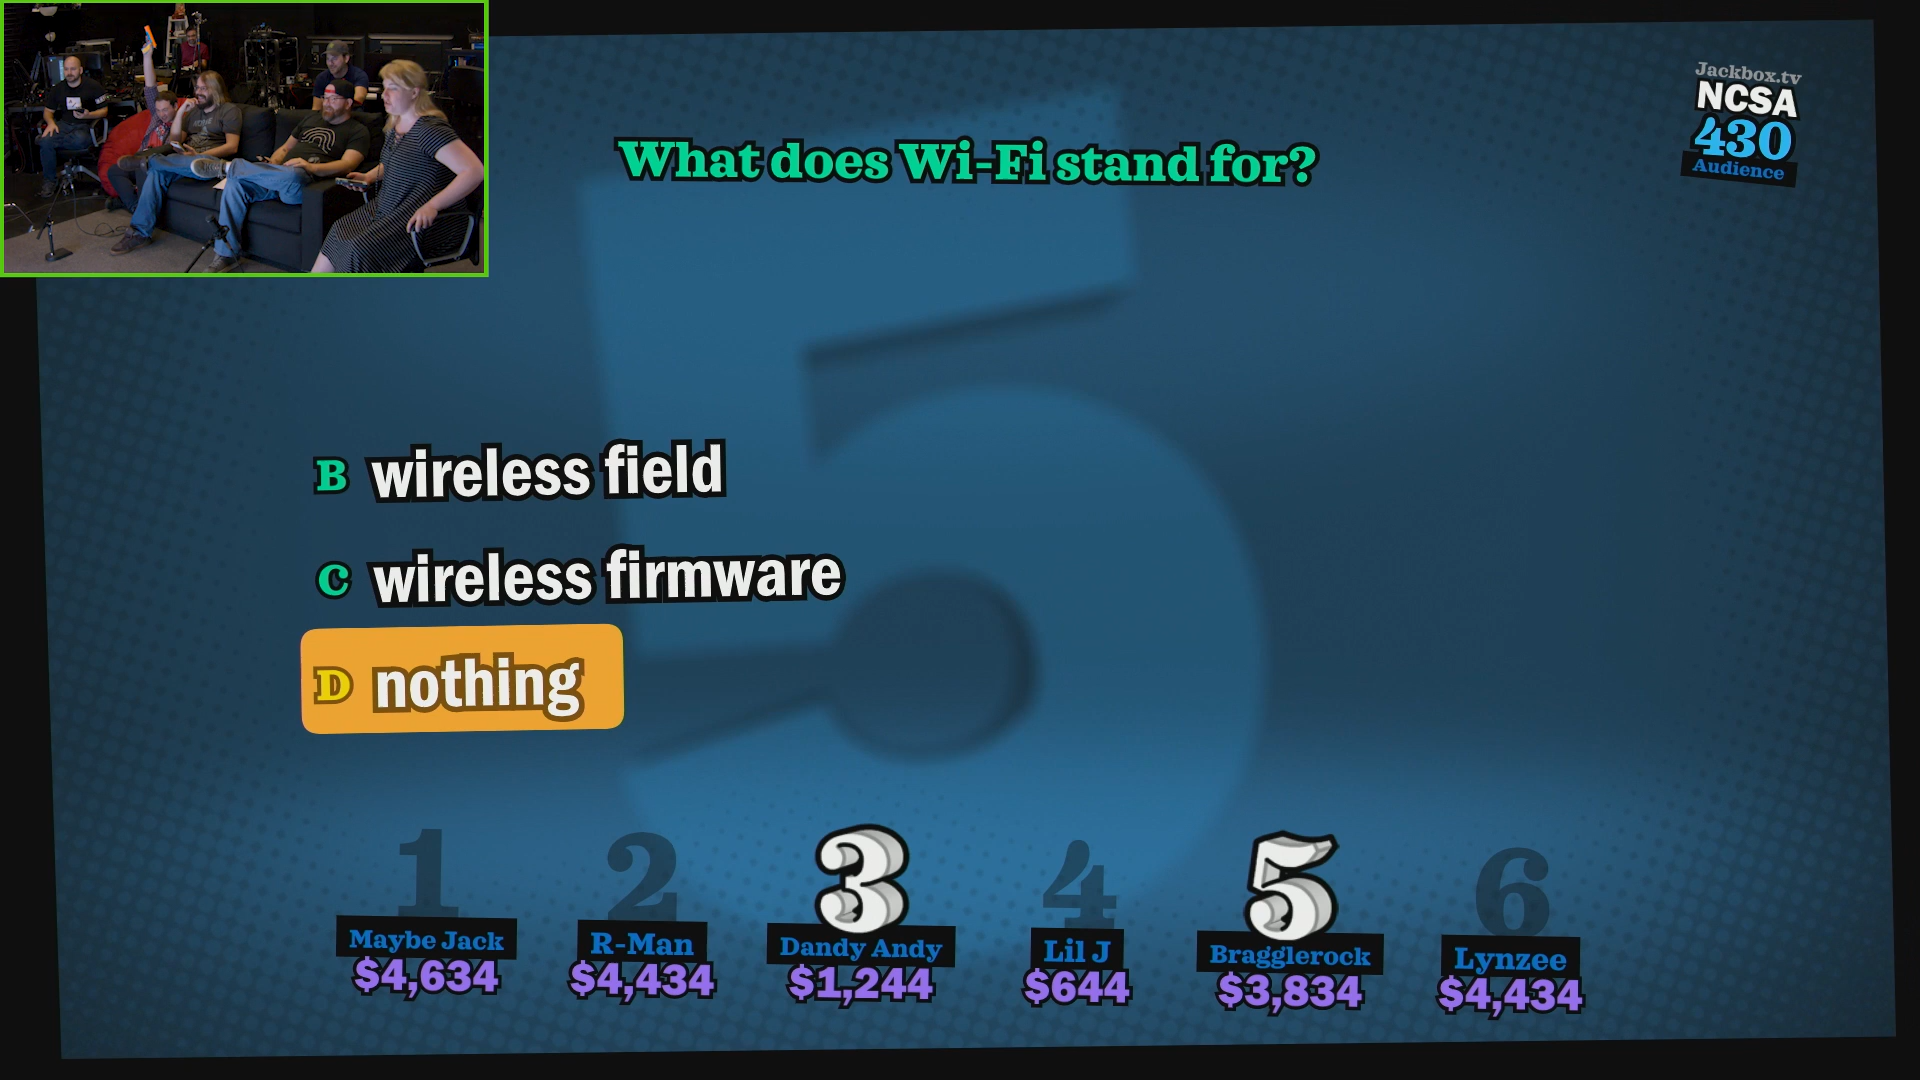 Jackbox.tv
NCSA
430
Audience
What does Wi-Fi stand for?
B wireless field
C wireless firmware
D nothing
1 2 3 4 5 6
Maybe Jack R-Man Dandy Andy Lil J Bragglerock Lynzee
$4,634 $4,434 $1,244 $644 $3,834 $4,434
5